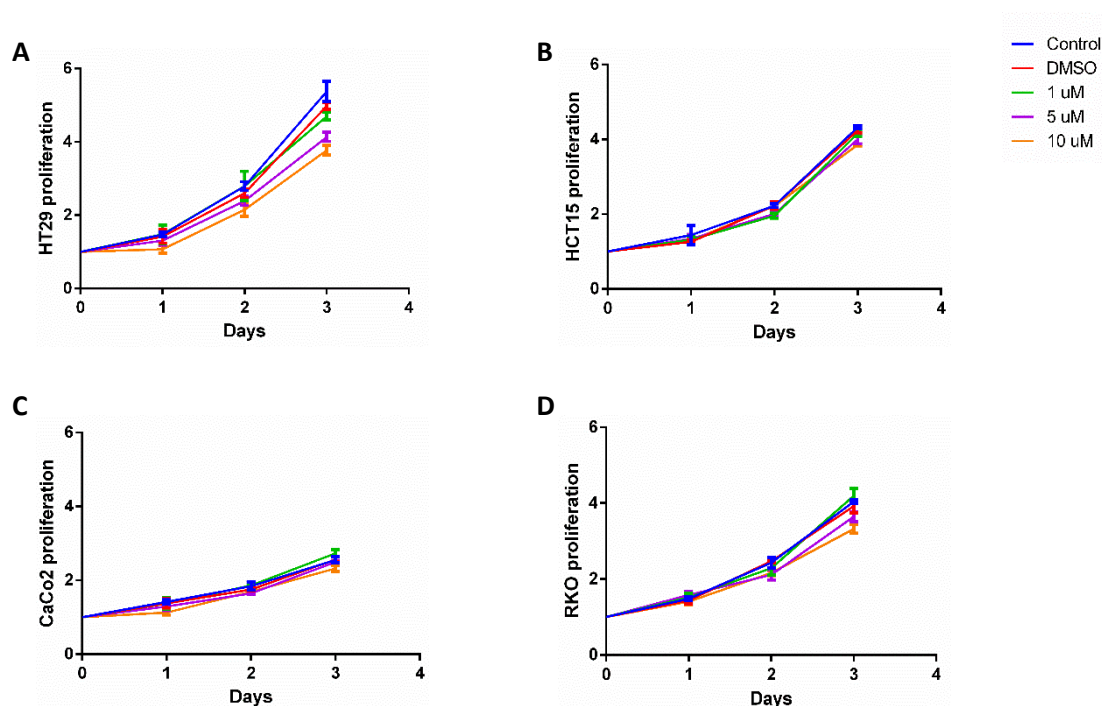 A
HT29 proliferation
6
4
2
0
0 1 2 3 4
Days
B
HCT15 proliferation
6
4
2
0
0 1 2 3 4
Days
Control
DMSO
1 uM
5 uM
10 uM
C
CaCo2 proliferation
6
4
2
0
0 1 2 3 4
Days
D
RKO proliferation
6
4
2
0
0 1 2 3 4
Days